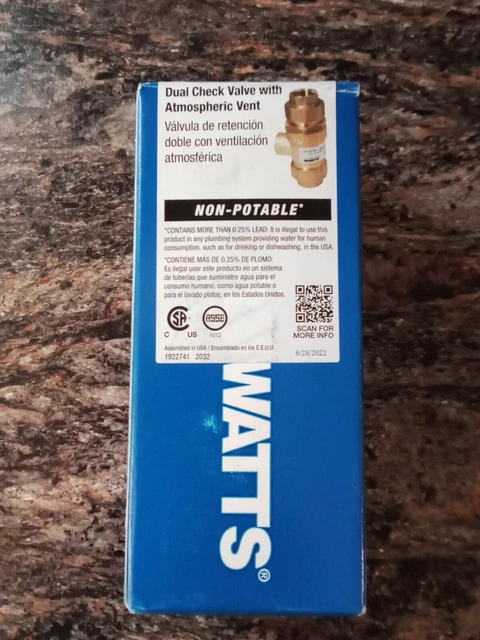 Dual Check Valve with
Atmospheric Vent
Válvula de retención
doble con ventilación
atmosférica
NON-POTABLE*
*CONTAINS MORE THAN 0.25% LEAD: It is illegal to use this
product in any plumbing system providing water for human
consumption, such as for drinking or dishwashing, in the USA.
*CONTIENE MÁS DE 0,25% DE PLOMO:
Es ilegal usar este producto en un sistema
de tuberías que suministre agua para el
consumo humano, como agua potable o
para el lavado platos, en los Estados Unidos.
SA
C US
ASSE
1012
SCAN FOR
MORE INFO
Assembled in USA / Ensamblado en los E.E.U.U.
1922741 2032
6/28/2022
WATTS®